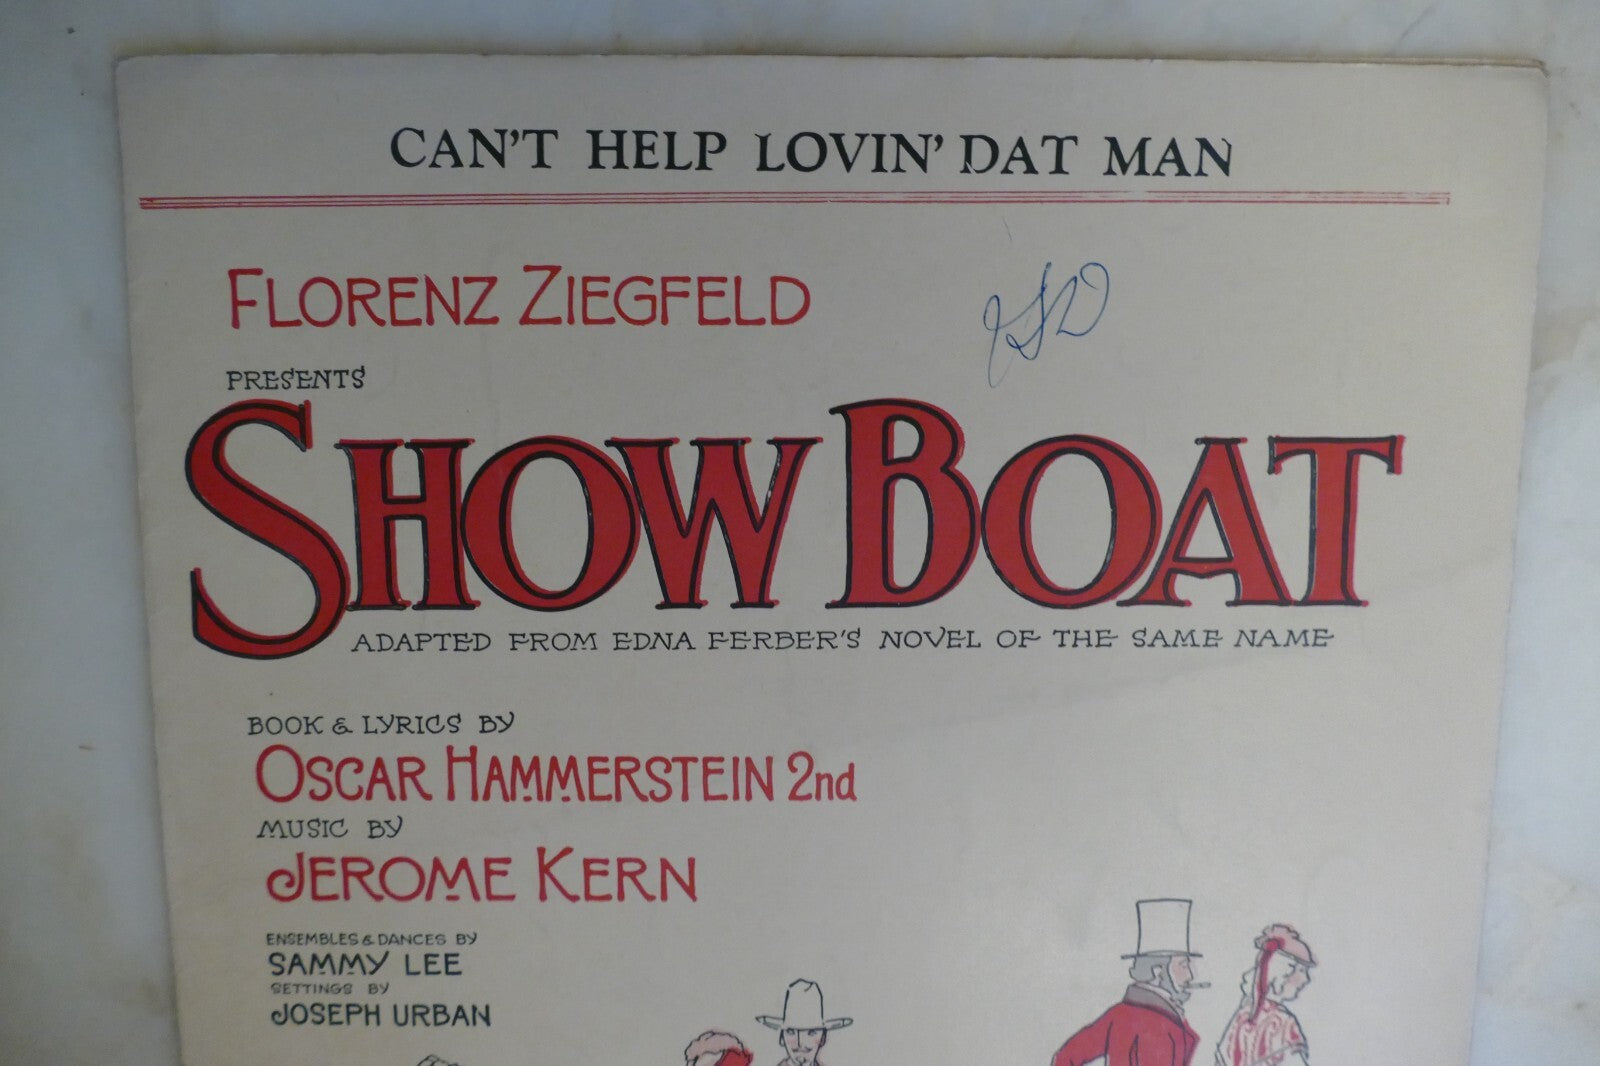 CAN'T HELP LOVIN' DAT MAN
FLORENZ ZIEGFELD
PRESENTS
SHOW BOAT
ADAPTED FROM EDNA FERBER'S NOVEL OF THE SAME NAME
BOOK & LYRICS BY
OSCAR HAMMERSTEIN 2nd
MUSIC BY
JEROME KERN
ENSEMBLES & DANCES BY
SAMMY LEE
SETTINGS BY
JOSEPH URBAN